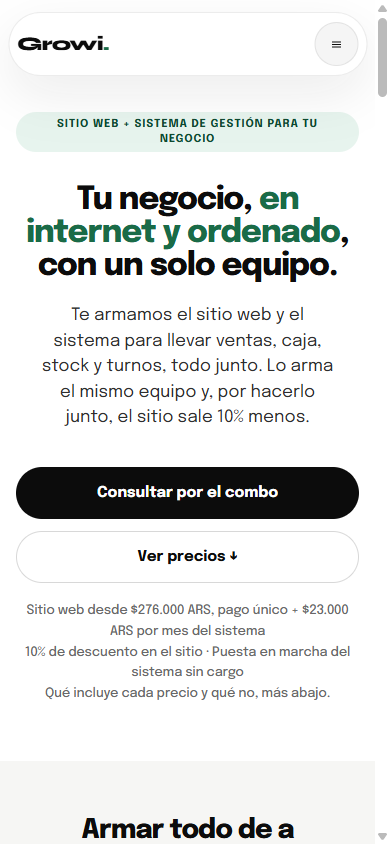 Growi.
SITIO WEB + SISTEMA DE GESTIÓN PARA TU
NEGOCIO
Tu negocio, en
internet y ordenado,
con un solo equipo.
Te armamos el sitio web y el
sistema para llevar ventas, caja,
stock y turnos, todo junto. Lo arma
el mismo equipo y, por hacerlo
junto, el sitio sale 10% menos.
Consultar por el combo
Ver precios ↓
Sitio web desde $276.000 ARS, pago único + $23.000
ARS por mes del sistema
10% de descuento en el sitio · Puesta en marcha del
sistema sin cargo
Qué incluye cada precio y qué no, más abajo.
Armar todo de a